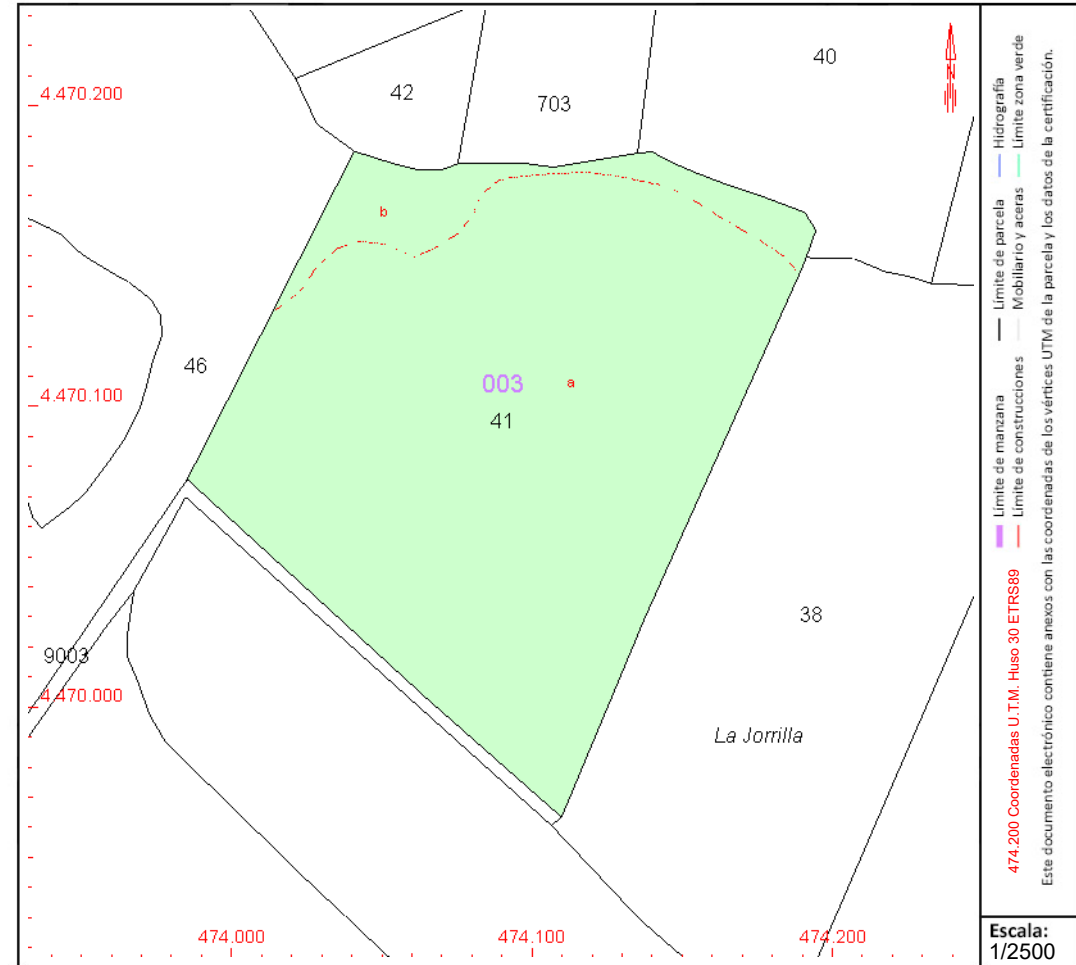 40
42
703
4.470.200
b
46
003
a
4.470.100
41
38
9003
4.470.000
La Jorrilla
474.000
474.100
474.200
N
Límite de manzana
Límite de parcela
Hidrografía
Límite de construcciones
Mobiliario y aceras
Límite zona verde
474.200 Coordenadas U.T.M. Huso 30 ETRS89
Este documento electrónico contiene anexos con las coordenadas de los vértices UTM de la parcela y los datos de la certificación.
Escala:
1/2500